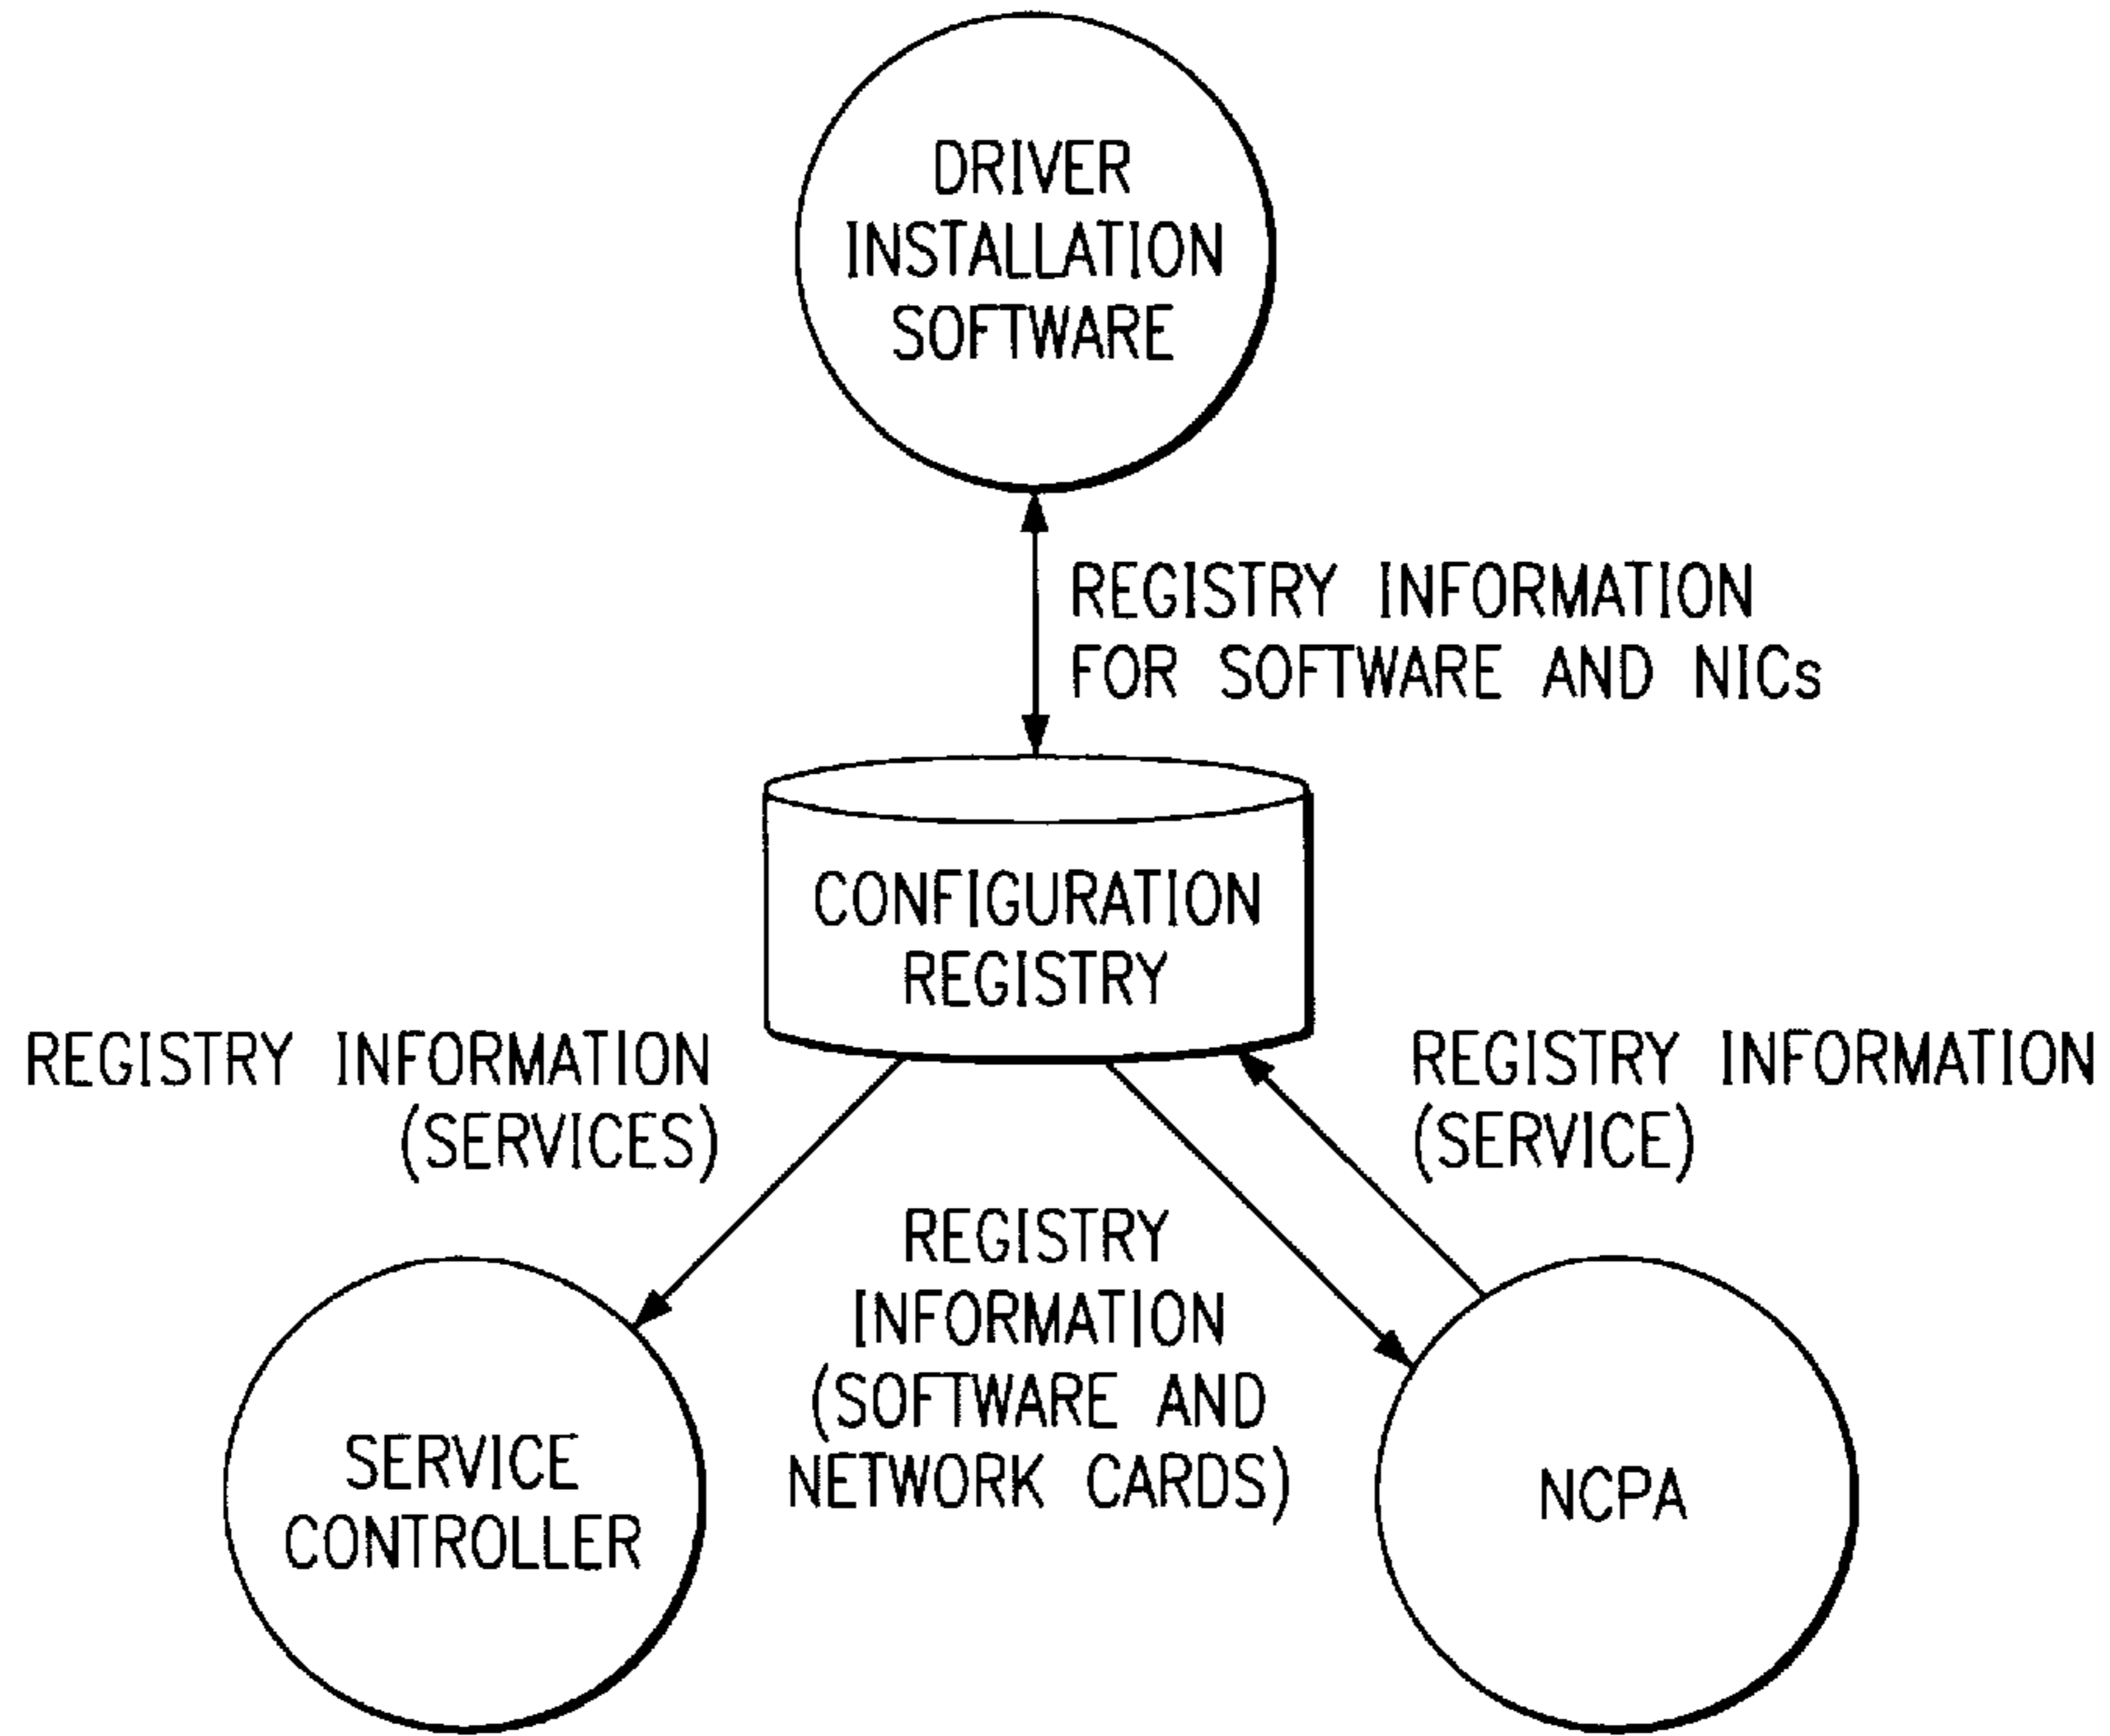 DRIVER
INSTALLATION
SOFTWARE
REGISTRY INFORMATION
FOR SOFTWARE AND NICs
CONFIGURATION
REGISTRY
REGISTRY INFORMATION
(SERVICES)
REGISTRY INFORMATION
(SERVICE)
REGISTRY
INFORMATION
(SOFTWARE AND
NETWORK CARDS)
SERVICE
CONTROLLER
NCPA